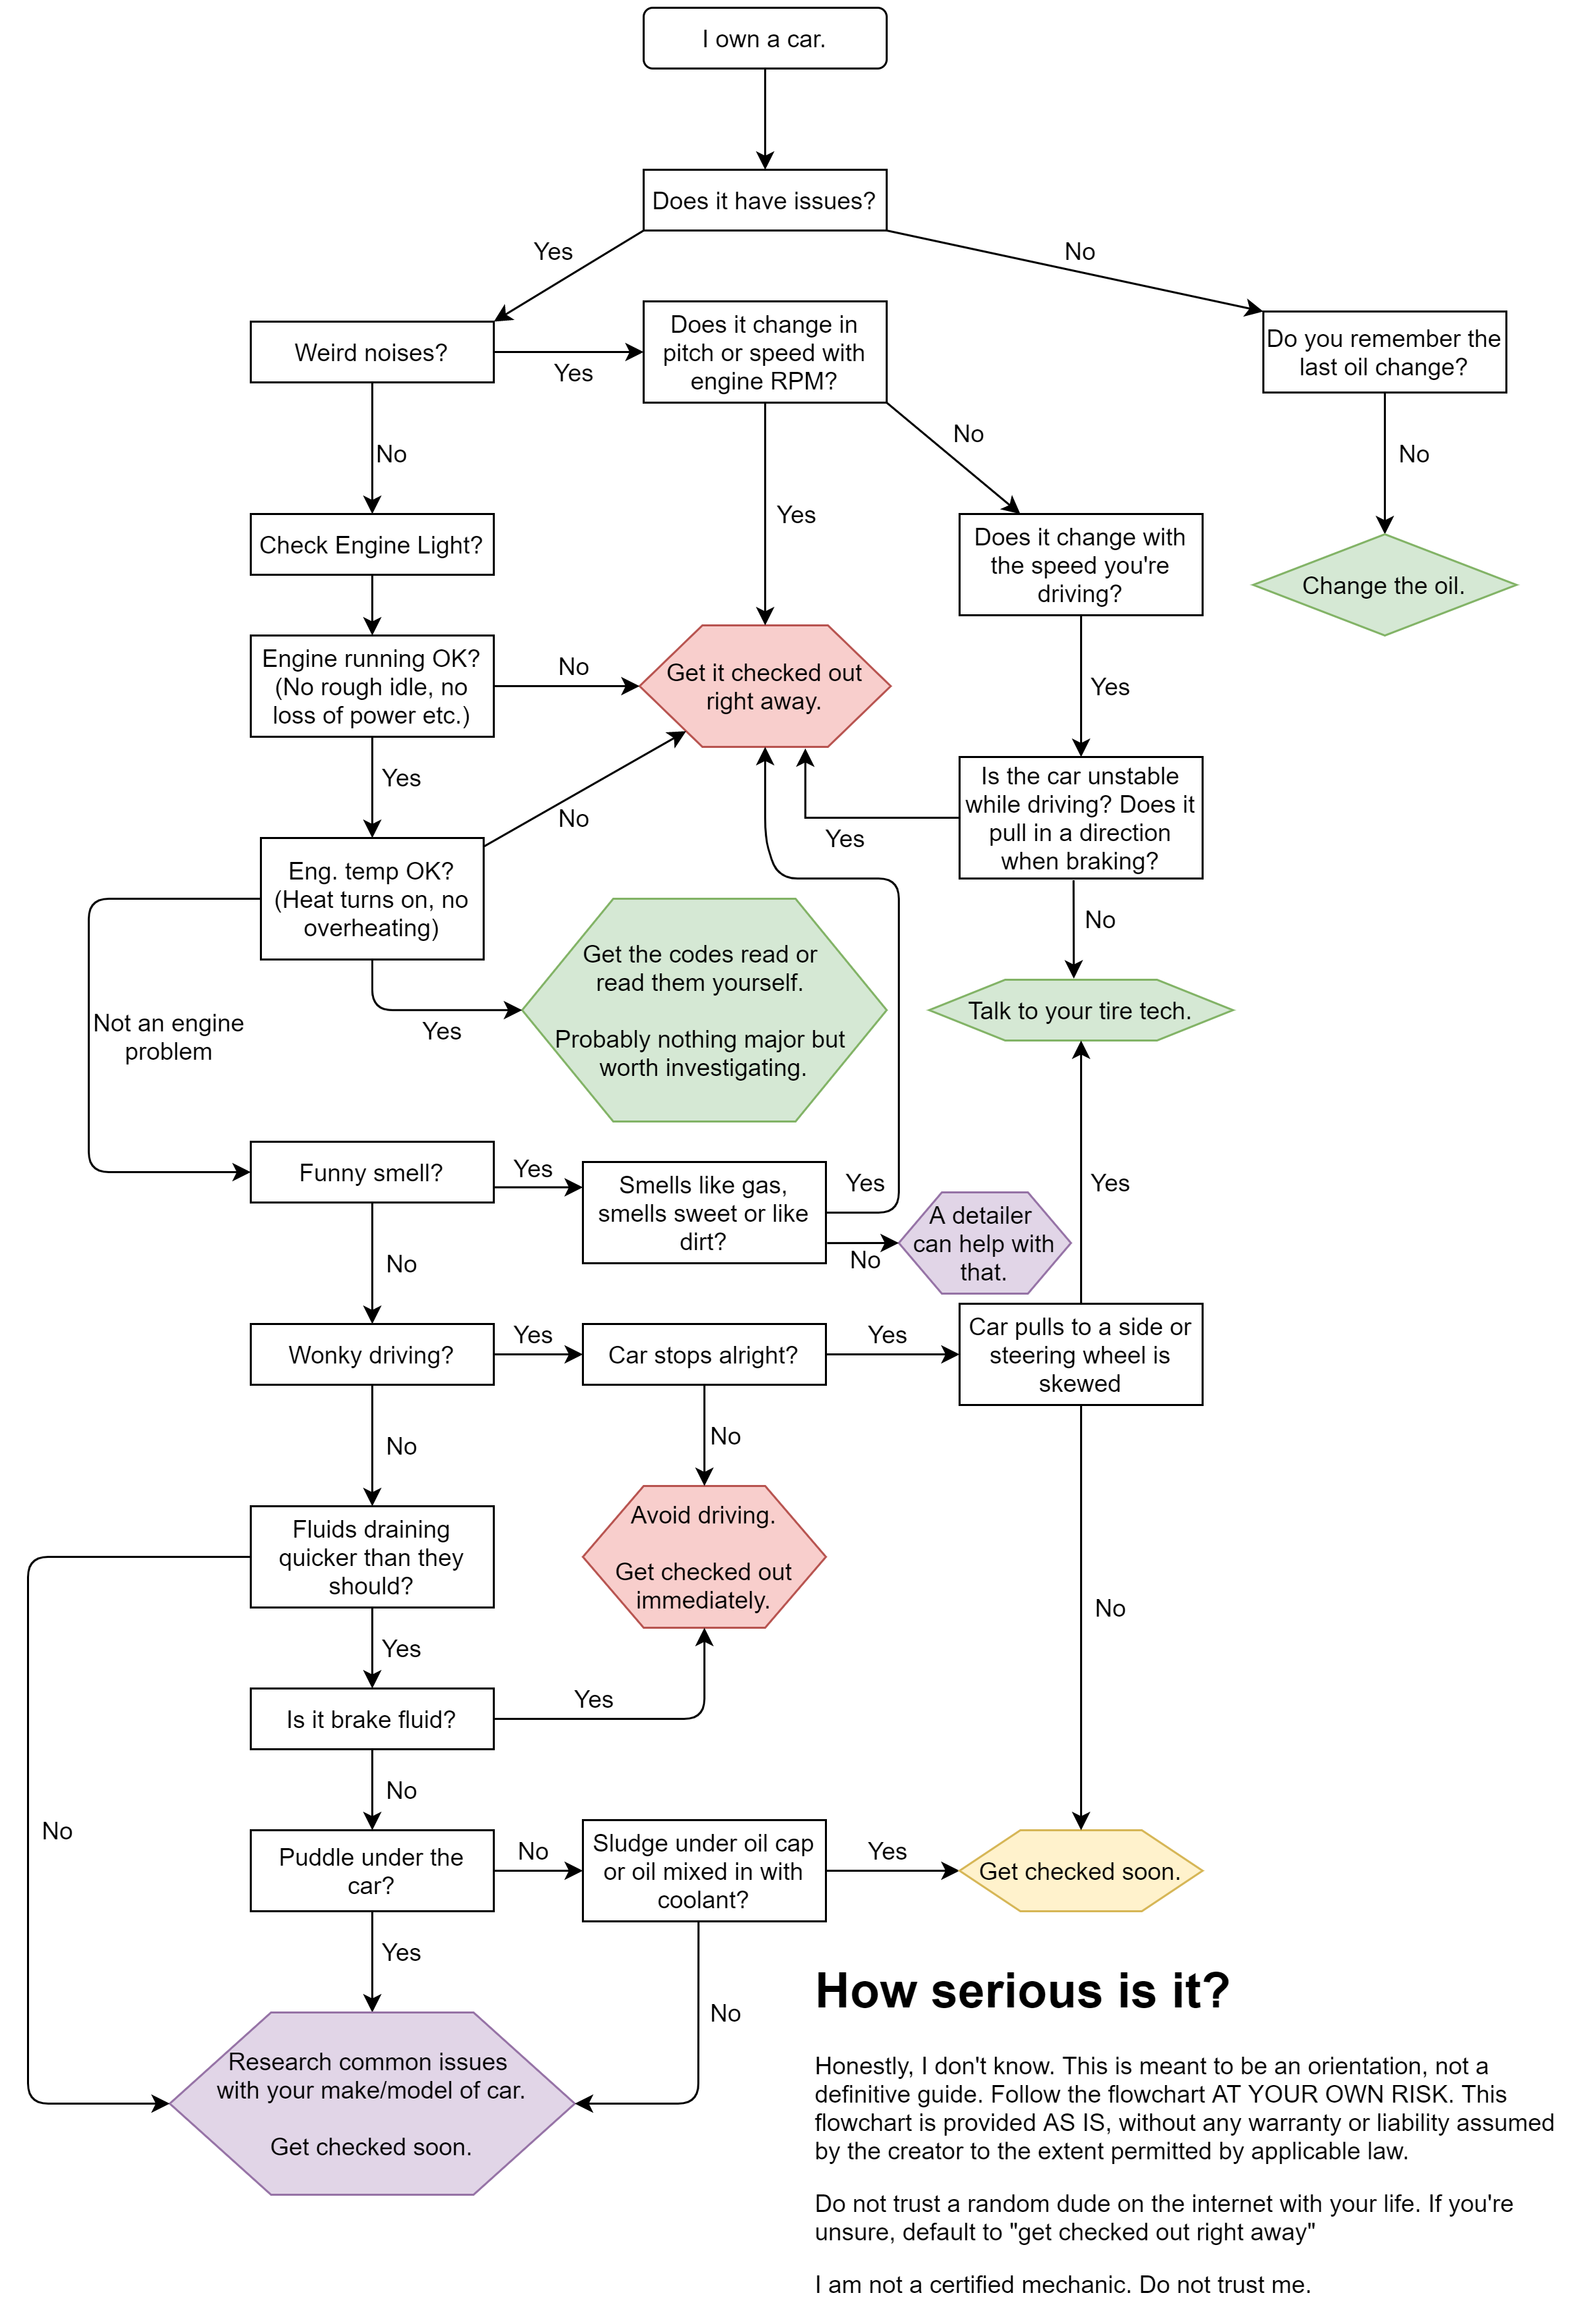 I own a car.
Does it have issues?
Yes
No
Weird noises?
Yes
Does it change in
pitch or speed with
engine RPM?
Do you remember the
last oil change?
No
No
No
Yes
Check Engine Light?
Does it change with
the speed you're
driving?
Change the oil.
Engine running OK?
(No rough idle, no
loss of power etc.)
No
Get it checked out
right away.
Yes
Yes
No
Is the car unstable
while driving? Does it
pull in a direction
when braking?
Yes
Eng. temp OK?
(Heat turns on, no
overheating)
No
Get the codes read or
read them yourself.
Probably nothing major but
worth investigating.
Talk to your tire tech.
Not an engine
problem
Yes
Funny smell?
Yes
Smells like gas,
smells sweet or like
dirt?
Yes
No
A detailer
can help with
that.
Yes
No
Wonky driving?
Yes
Car stops alright?
Yes
Car pulls to a side or
steering wheel is
skewed
No
No
Fluids draining
quicker than they
should?
Avoid driving.
Get checked out
immediately.
No
Yes
Is it brake fluid?
Yes
No
No
Puddle under the
car?
No
Sludge under oil cap
or oil mixed in with
coolant?
Yes
Get checked soon.
Yes
No
Research common issues
with your make/model of car.
Get checked soon.
How serious is it?
Honestly, I don't know. This is meant to be an orientation, not a
definitive guide. Follow the flowchart AT YOUR OWN RISK. This
flowchart is provided AS IS, without any warranty or liability assumed
by the creator to the extent permitted by applicable law.
Do not trust a random dude on the internet with your life. If you're
unsure, default to "get checked out right away"
I am not a certified mechanic. Do not trust me.